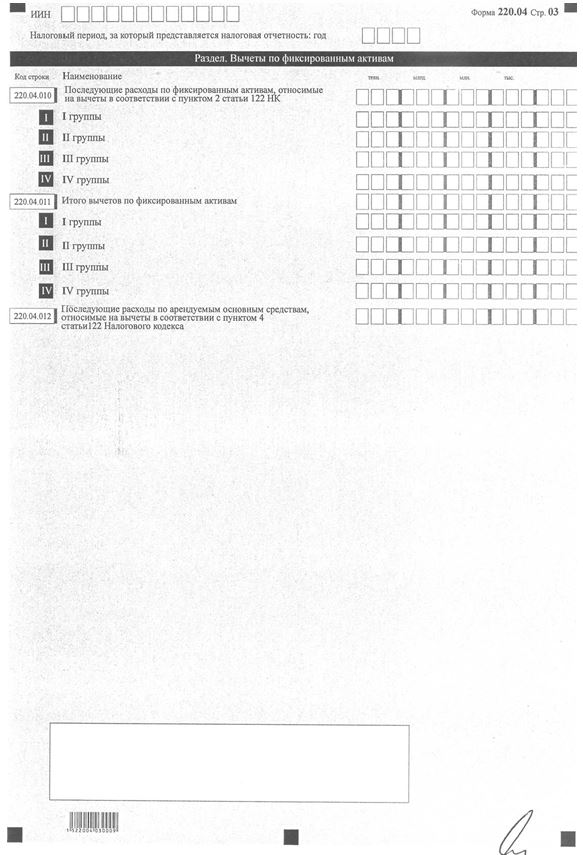 ИИН
Форма 220.04 Стр. 03
Налоговый период, за который представляется налоговая отчетность: год
Раздел. Вычеты по фиксированным активам
Код строки Наименование трлн. млрд. млн. тыс.
220.04.010 Последующие расходы по фиксированным активам, относимые
на вычеты в соответствии с пунктом 2 статьи 122 НК
I I группы
II II группы
III III группы
IV IV группы
220.04.011 Итого вычетов по фиксированным активам
I I группы
II II группы
III III группы
IV IV группы
220.04.012 Последующие расходы по арендуемым основным средствам,
относимые на вычеты в соответствии с пунктом 4
статьи122 Налогового кодекса
1522004030009